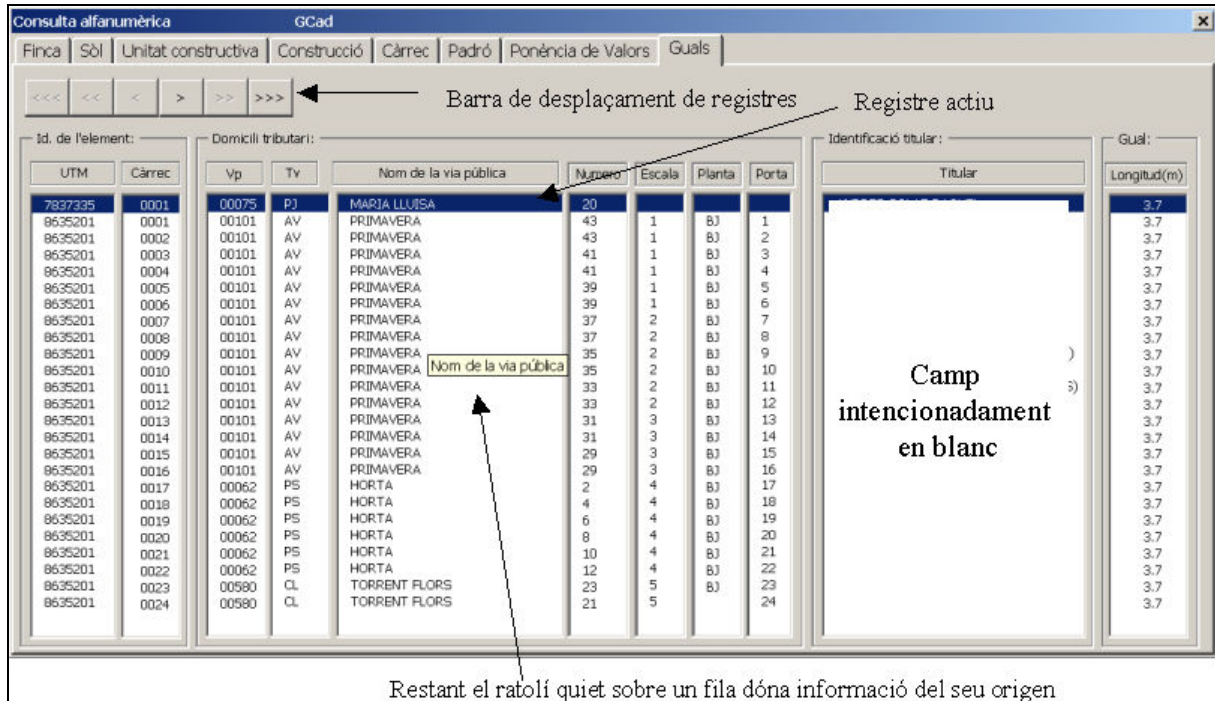 Consulta alfanumèrica GCad
Finca Sòl Unitat constructiva Construcció Càrrec Padró Ponència de Valors Guals
<<< << < > >> >>> Barra de desplaçament de registres Registre actiu
Id. de l'element: Domicili tributari: Identificació titular: Gual:
UTM Càrrec Vp Tv Nom de la via pública Numero Escala Planta Porta Titular Longitud(m)
7837335 0001 00075 PJ MARIA LLUÏSA 20 3.7
8635201 0001 00101 AV PRIMAVERA 43 1 BJ 1 3.7
8635201 0002 00101 AV PRIMAVERA 43 1 BJ 2 3.7
8635201 0003 00101 AV PRIMAVERA 41 1 BJ 3 3.7
8635201 0004 00101 AV PRIMAVERA 41 1 BJ 4 3.7
8635201 0005 00101 AV PRIMAVERA 39 1 BJ 5 3.7
8635201 0006 00101 AV PRIMAVERA 39 1 BJ 6 3.7
8635201 0007 00101 AV PRIMAVERA 37 2 BJ 7 3.7
8635201 0008 00101 AV PRIMAVERA 37 2 BJ 8 3.7
8635201 0009 00101 AV PRIMAVERA 35 2 BJ 9 ) 3.7
8635201 0010 00101 AV PRIMAVERA Nom de la via pública 35 2 BJ 10 3.7
8635201 0011 00101 AV PRIMAVERA 33 2 BJ 11 3.7
8635201 0012 00101 AV PRIMAVERA 33 2 BJ 12 3.7
8635201 0013 00101 AV PRIMAVERA 31 3 BJ 13 3.7
8635201 0014 00101 AV PRIMAVERA 31 3 BJ 14 3.7
8635201 0015 00101 AV PRIMAVERA 29 3 BJ 15 3.7
8635201 0016 00101 AV PRIMAVERA 29 3 BJ 16 3.7
8635201 0017 00062 PS HORTA 2 4 BJ 17 3.7
8635201 0018 00062 PS HORTA 4 4 BJ 18 3.7
8635201 0019 00062 PS HORTA 6 4 BJ 19 3.7
8635201 0020 00062 PS HORTA 8 4 BJ 20 3.7
8635201 0021 00062 PS HORTA 10 4 BJ 21 3.7
8635201 0022 00062 PS HORTA 12 4 BJ 22 3.7
8635201 0023 00580 CL TORRENT FLORS 23 5 BJ 23 3.7
8635201 0024 00580 CL TORRENT FLORS 21 5 24 3.7
Camp
intencionadament
en blanc
Restant el ratolí quiet sobre un fila dóna informació del seu origen